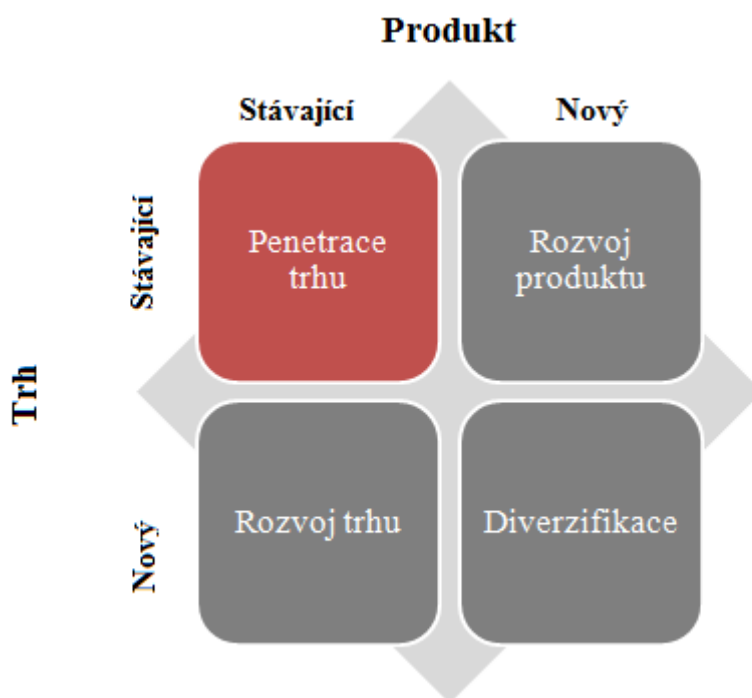 Produkt
Stávající
Nový
Stávající
Penetrace
trhu
Rozvoj
produktu
Trh
Nový
Rozvoj trhu
Diverzifikace